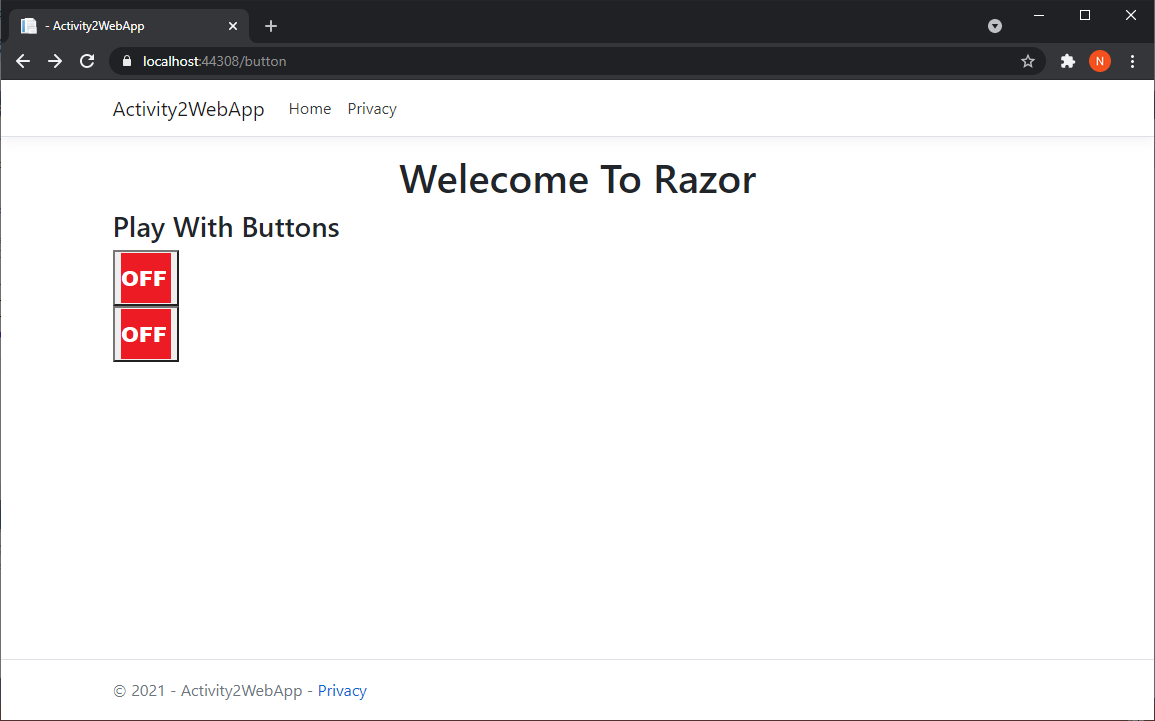 - Activity2WebApp
localhost:44308/button
N
Activity2WebApp Home Privacy
Welecome To Razor
Play With Buttons
OFF
OFF
© 2021 - Activity2WebApp - Privacy